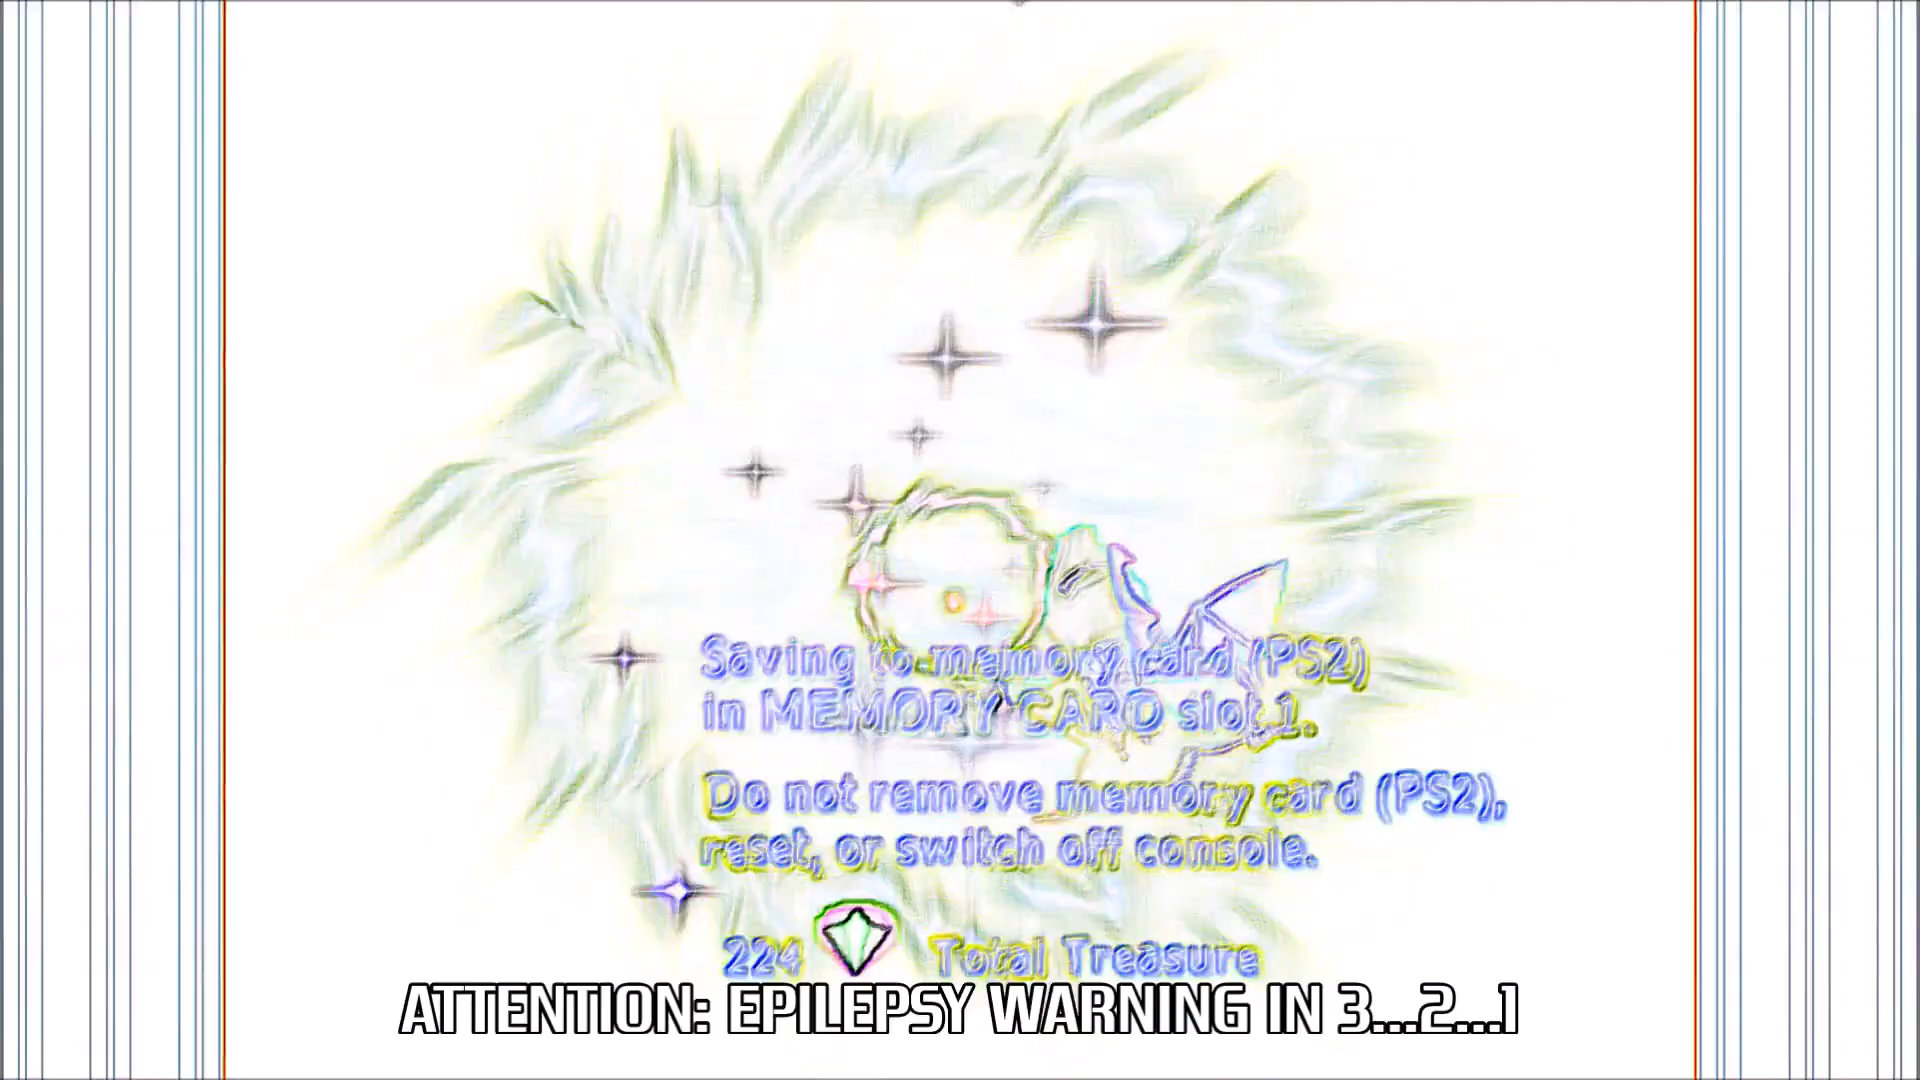 Saving to memory card (PS2)
in MEMORY CARD slot 1.
Do not remove memory card (PS2),
reset, or switch off console.
224 Total Treasure
ATTENTION: EPILEPSY WARNING IN 3...2...1